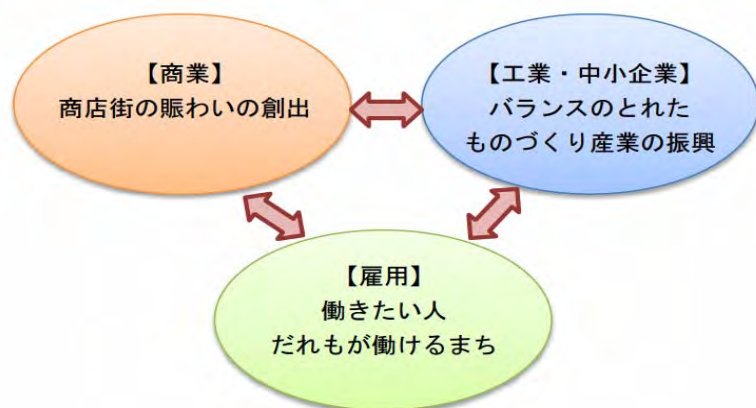 【商業】
商店街の賑わいの創出
【工業・中小企業】
バランスのとれた
ものづくり産業の振興
【雇用】
働きたい人
だれもが働けるまち